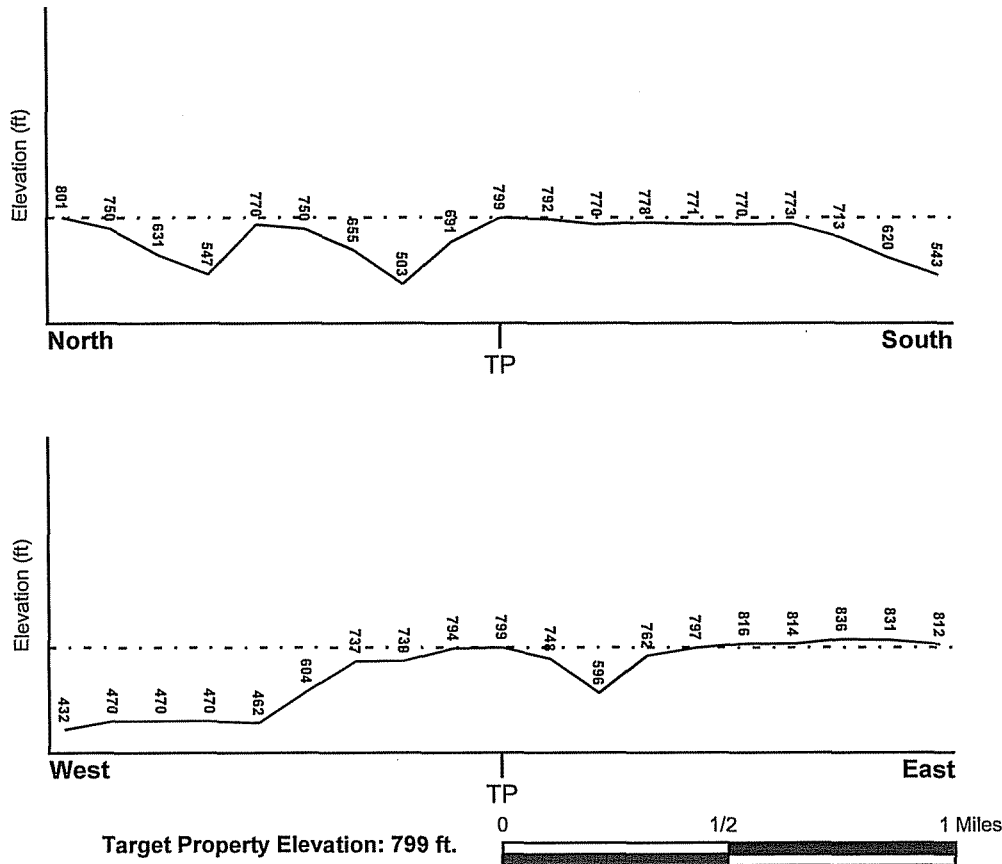 Elevation (ft)
801 750 631 547 770 750 655 503 691 799 792 770 778 771 770 773 713 620 543
North South
TP
Elevation (ft)
432 470 470 470 462 604 737 738 794 799 748 596 762 797 816 814 836 831 812
West East
TP
Target Property Elevation: 799 ft.
0 1/2 1 Miles